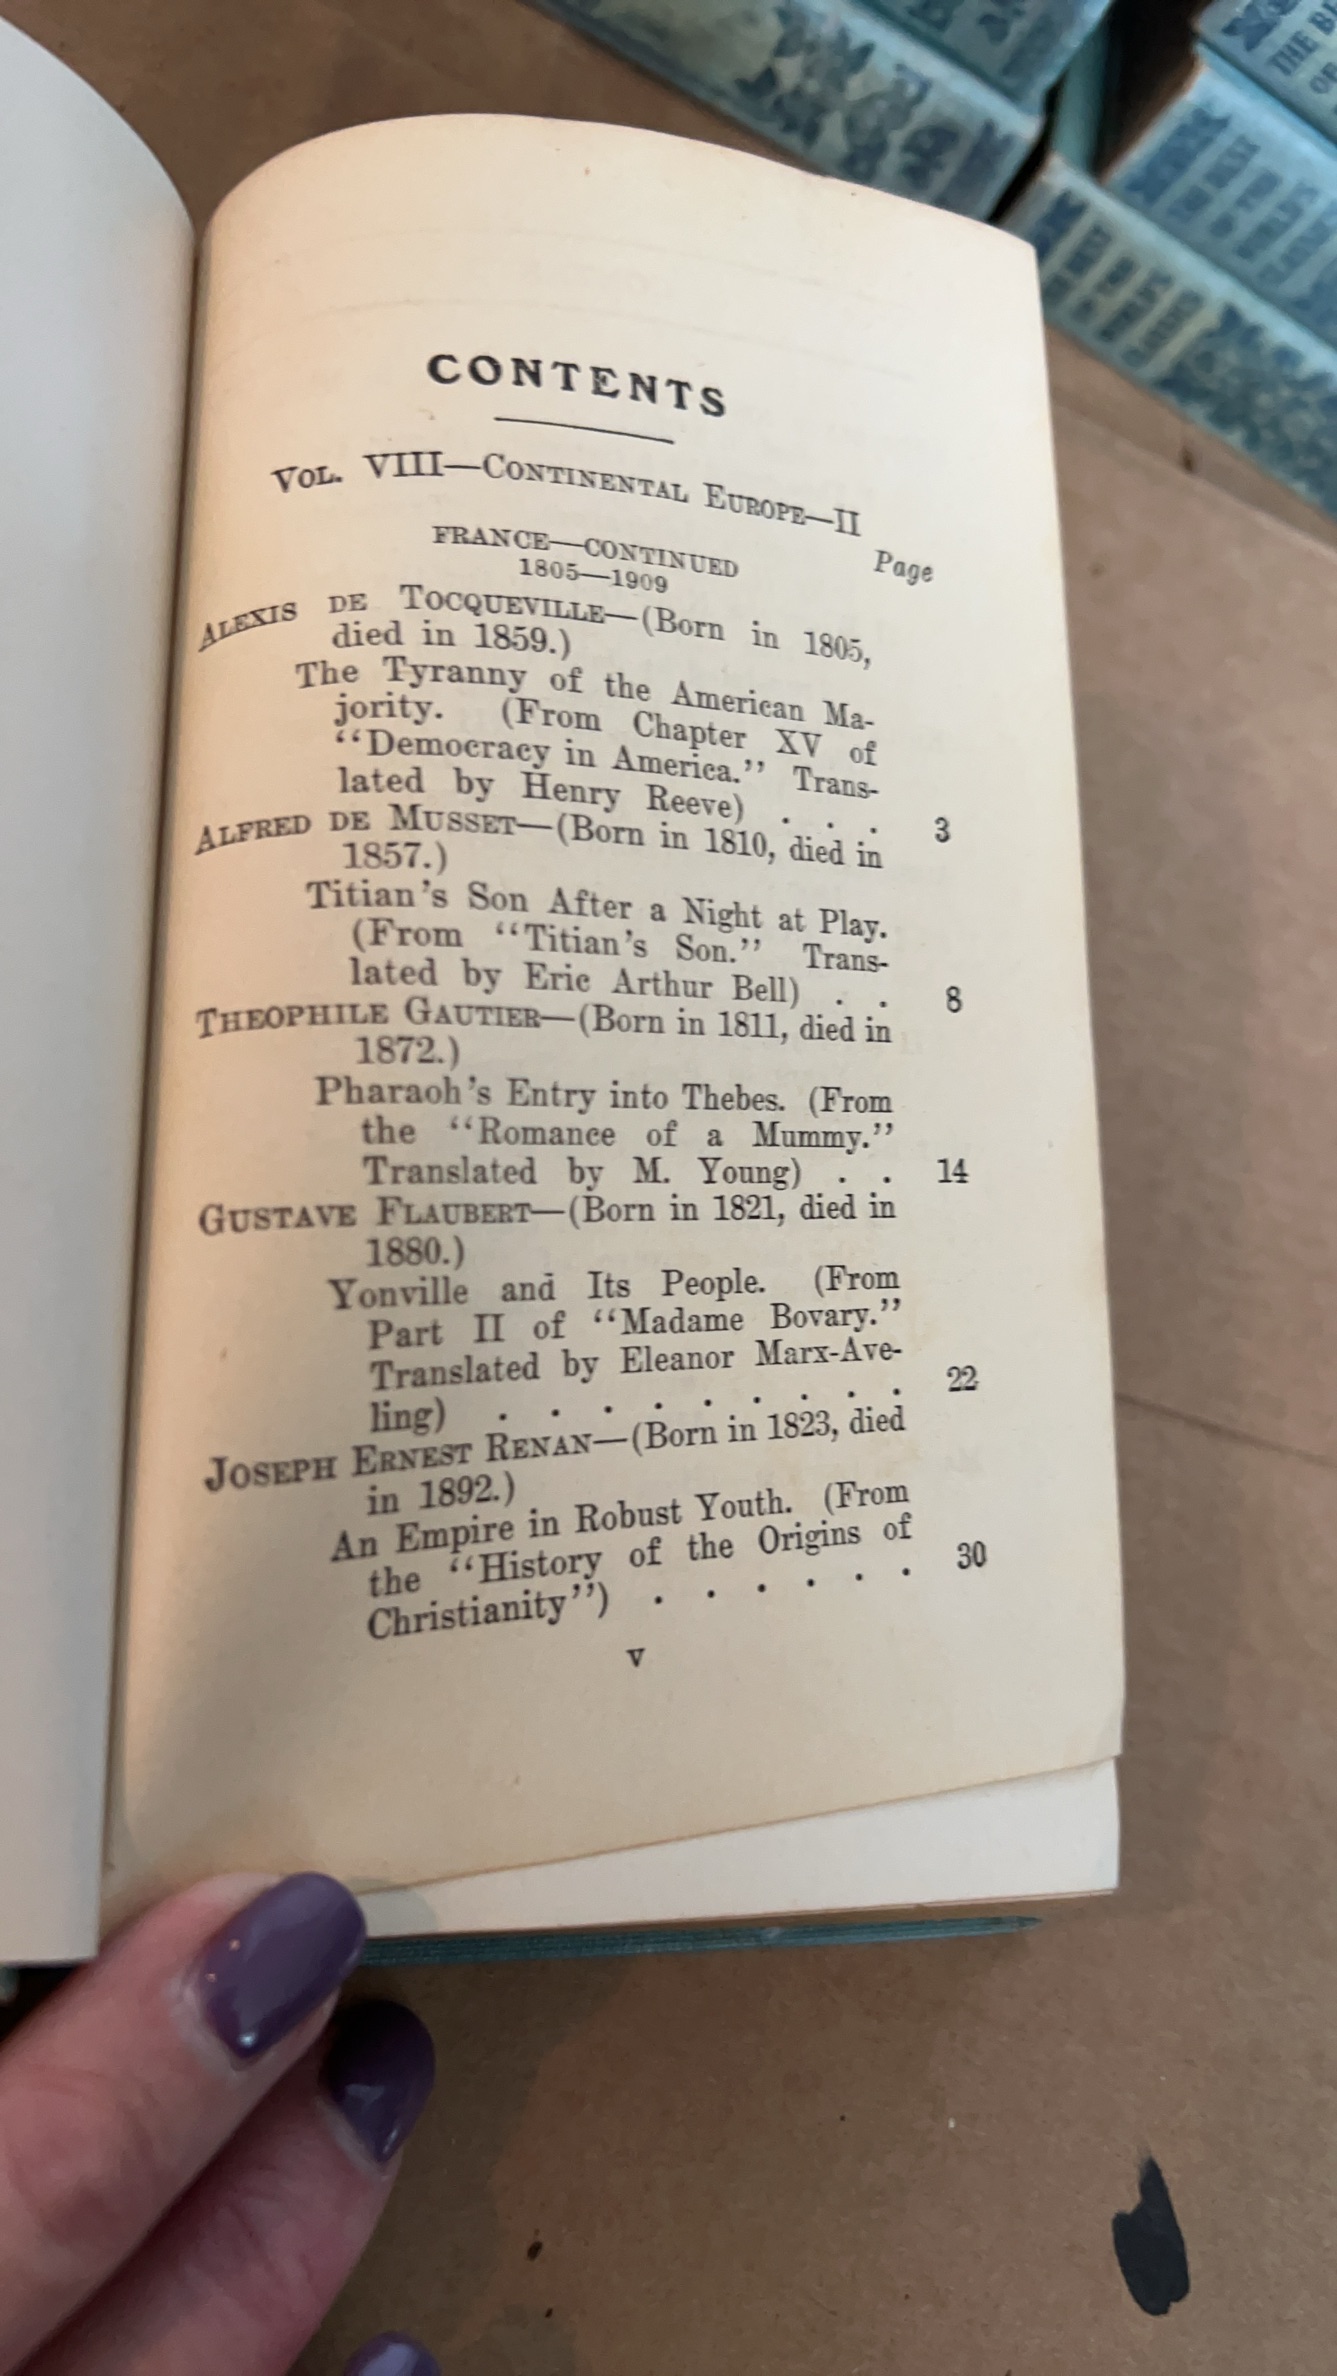 CONTENTS
VOL. VIII—CONTINENTAL EUROPE—II
FRANCE—CONTINUED
1805—1909
Page
ALEXIS DE TOCQUEVILLE—(Born in 1805,
died in 1859.)
The Tyranny of the American Ma-
jority. (From Chapter XV of
“Democracy in America.” Trans-
lated by Henry Reeve) . . . 3
ALFRED DE MUSSET—(Born in 1810, died in
1857.)
Titian's Son After a Night at Play.
(From “Titian's Son.” Trans-
lated by Eric Arthur Bell) . . 8
THEOPHILE GAUTIER—(Born in 1811, died in
1872.)
Pharaoh's Entry into Thebes. (From
the “Romance of a Mummy.”
Translated by M. Young) . . 14
GUSTAVE FLAUBERT—(Born in 1821, died in
1880.)
Yonville and Its People. (From
Part II of “Madame Bovary.”
Translated by Eleanor Marx-Ave-
ling) . . . . . . . . . 22
JOSEPH ERNEST RENAN—(Born in 1823, died
in 1892.)
An Empire in Robust Youth. (From
the “History of the Origins of
Christianity”) . . . . . . 30
v
THE